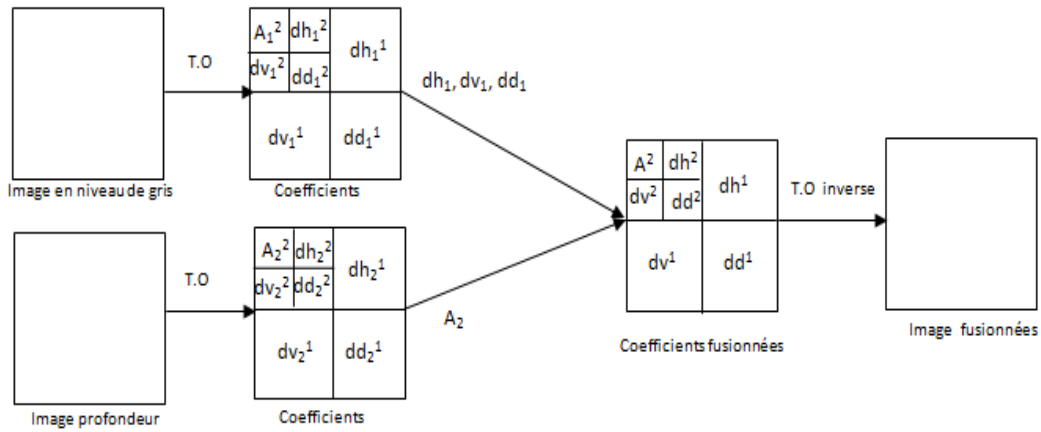 T.O
A₁² dh₁²
dv₁² dd₁²
dh₁¹
dv₁¹ dd₁¹
Image en niveau de gris
Coefficients
dh₁, dv₁, dd₁
T.O
A₂² dh₂²
dv₂² dd₂²
dh₂¹
dv₂¹ dd₂¹
Image profondeur
Coefficients
A₂
A² dh²
dv² dd²
dh¹
dv¹ dd¹
Coefficients fusionnées
T.O inverse
Image fusionnées